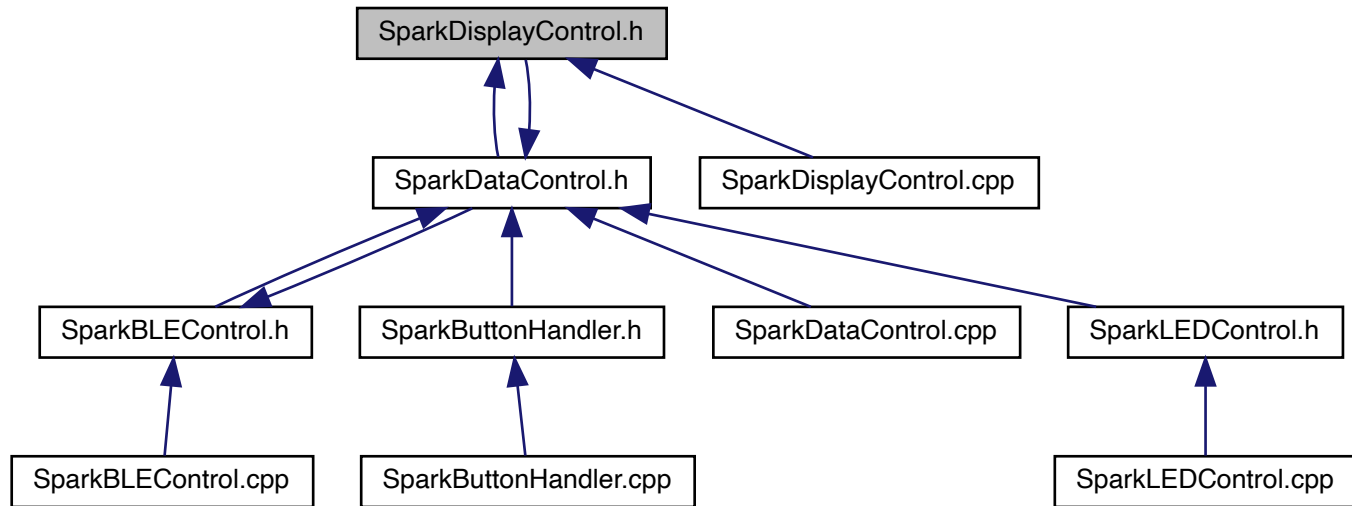 SparkDisplayControl.h
SparkDataControl.h
SparkDisplayControl.cpp
SparkBLEControl.h
SparkButtonHandler.h
SparkDataControl.cpp
SparkLEDControl.h
SparkBLEControl.cpp
SparkButtonHandler.cpp
SparkLEDControl.cpp